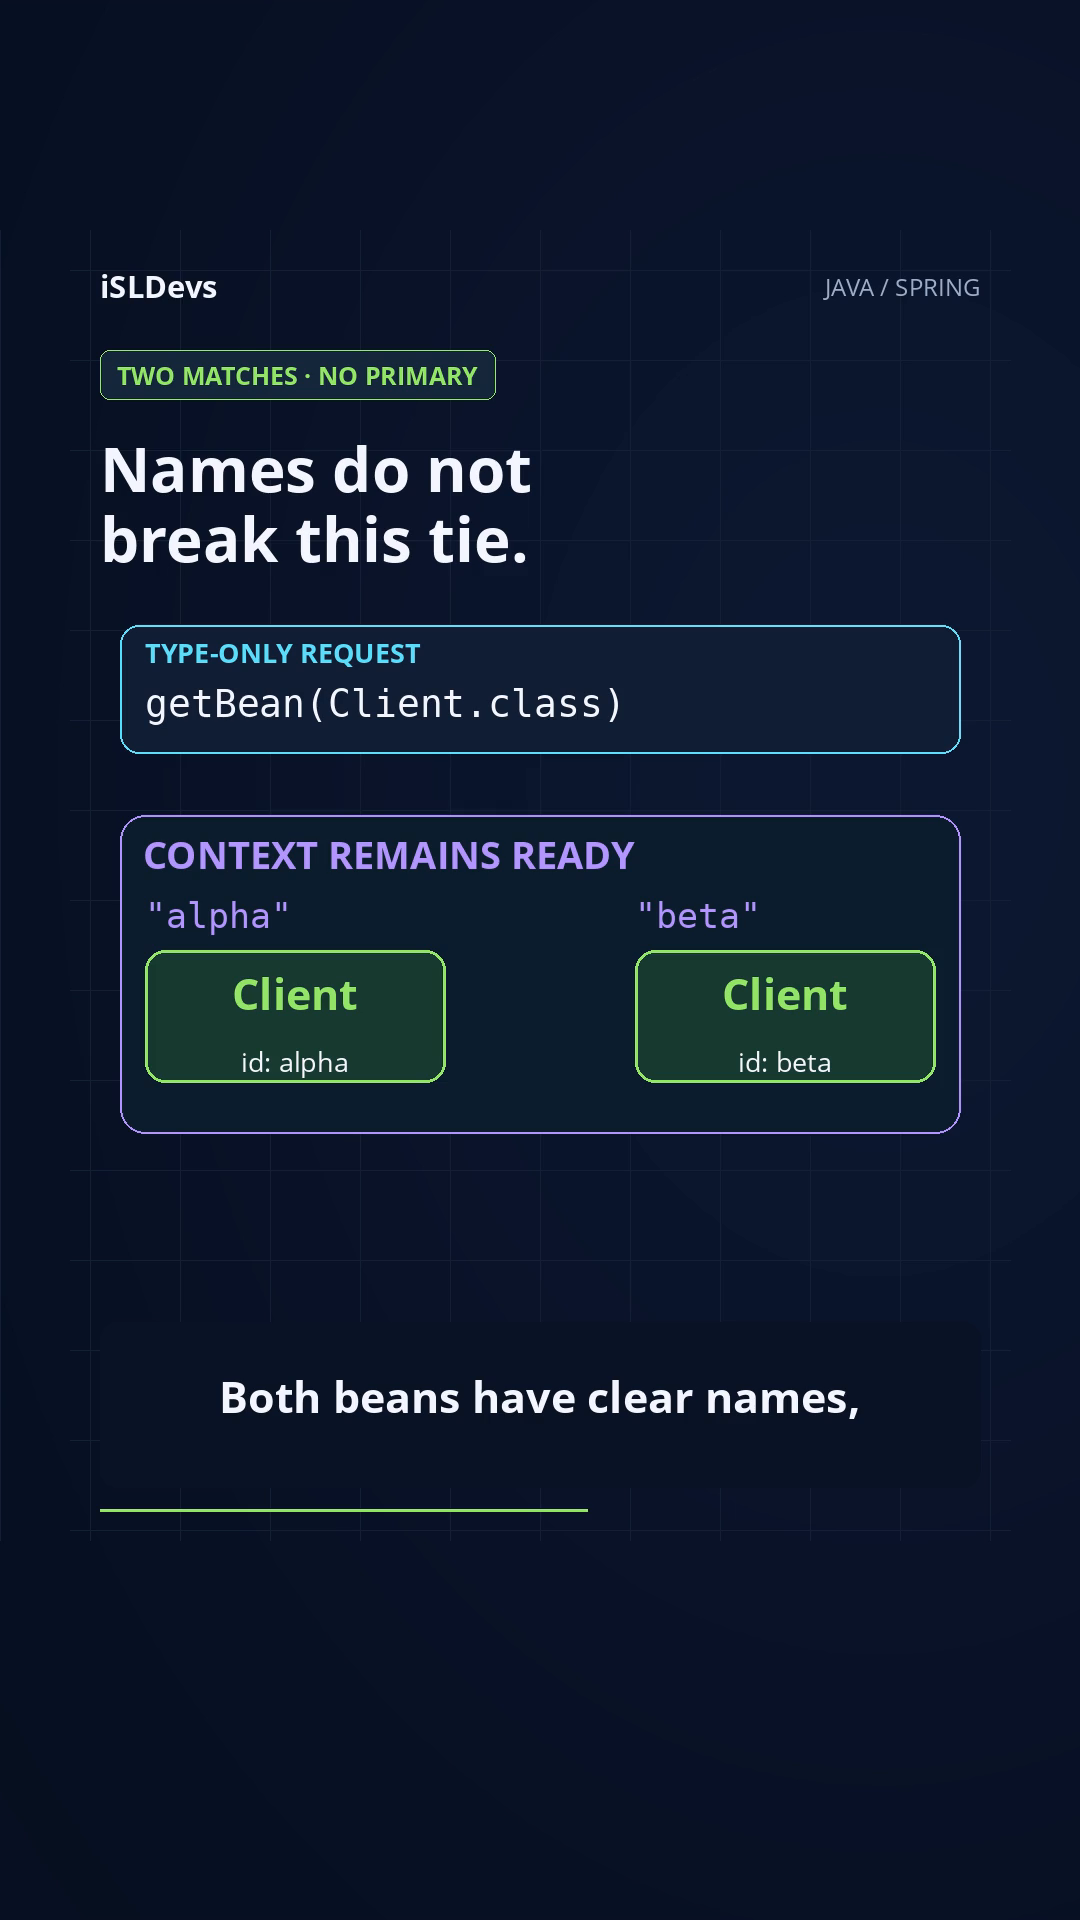 iSLDevs
JAVA / SPRING
TWO MATCHES · NO PRIMARY
Names do not
break this tie.
TYPE-ONLY REQUEST
getBean(Client.class)
CONTEXT REMAINS READY
"alpha"
"beta"
Client
Client
id: alpha
id: beta
Both beans have clear names,